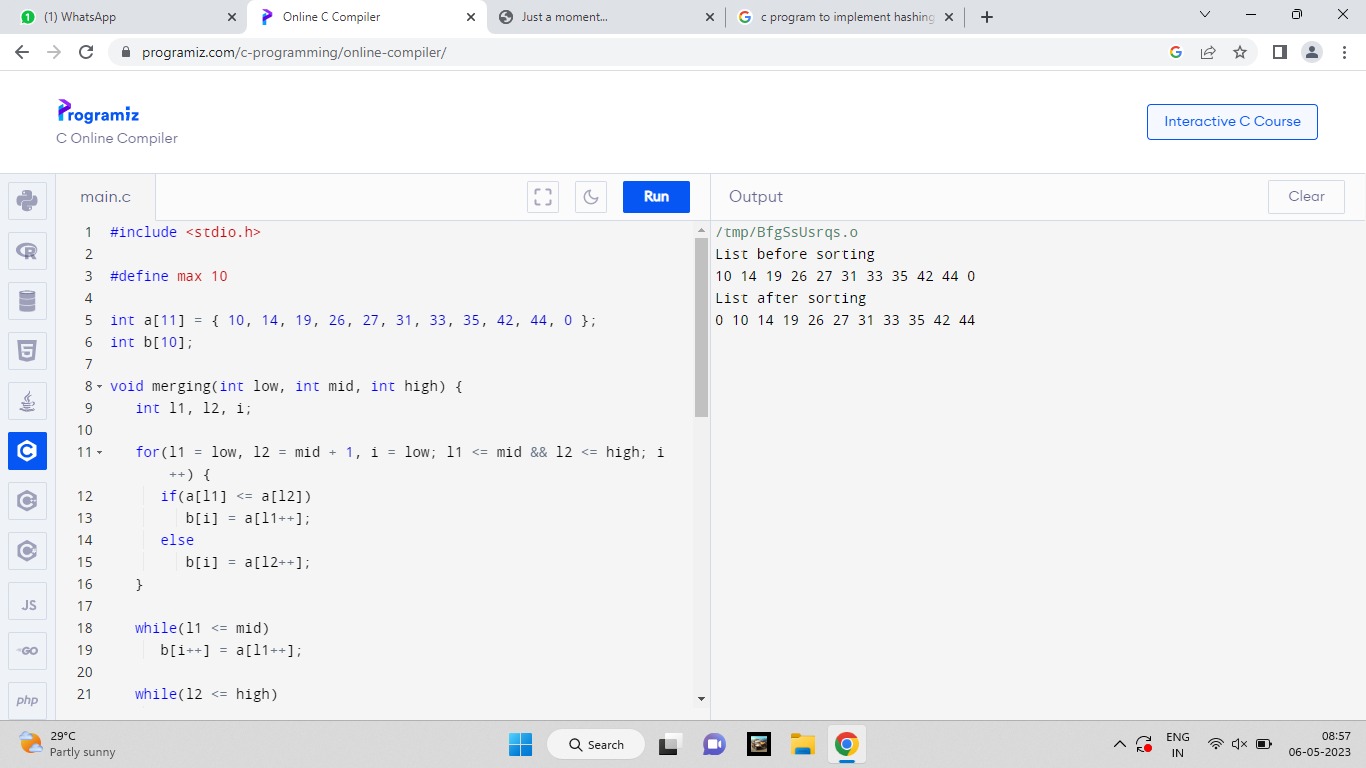 (1) WhatsApp
Online C Compiler
Just a moment...
c program to implement hashing
programiz.com/c-programming/online-compiler/
Programiz
C Online Compiler
Interactive C Course
main.c
Run
Output
Clear
1 #include <stdio.h>
2
3 #define max 10
4
5 int a[11] = { 10, 14, 19, 26, 27, 31, 33, 35, 42, 44, 0 };
6 int b[10];
7
8 void merging(int low, int mid, int high) {
9 int l1, l2, i;
10
11 for(l1 = low, l2 = mid + 1, i = low; l1 <= mid && l2 <= high; i
++) {
12 if(a[l1] <= a[l2])
13 b[i] = a[l1++];
14 else
15 b[i] = a[l2++];
16 }
17
18 while(l1 <= mid)
19 b[i++] = a[l1++];
20
21 while(l2 <= high)
/tmp/BfgSsUsrqs.o
List before sorting
10 14 19 26 27 31 33 35 42 44 0
List after sorting
0 10 14 19 26 27 31 33 35 42 44
JS
GO
php
29°C
Partly sunny
Search
ENG
IN
08:57
06-05-2023